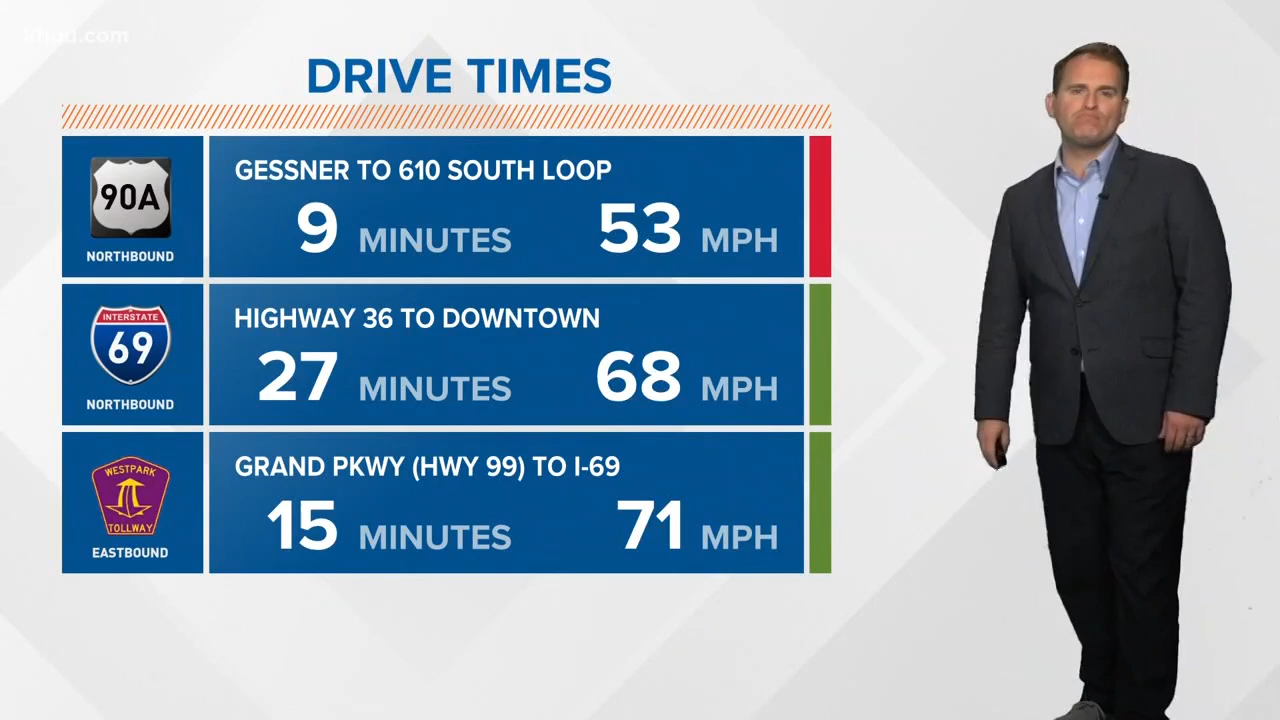 khou.com
DRIVE TIMES
90A
NORTHBOUND
GESSNER TO 610 SOUTH LOOP
9 MINUTES 53 MPH
INTERSTATE
69
NORTHBOUND
HIGHWAY 36 TO DOWNTOWN
27 MINUTES 68 MPH
WESTPARK
TOLLWAY
EASTBOUND
GRAND PKWY (HWY 99) TO I-69
15 MINUTES 71 MPH